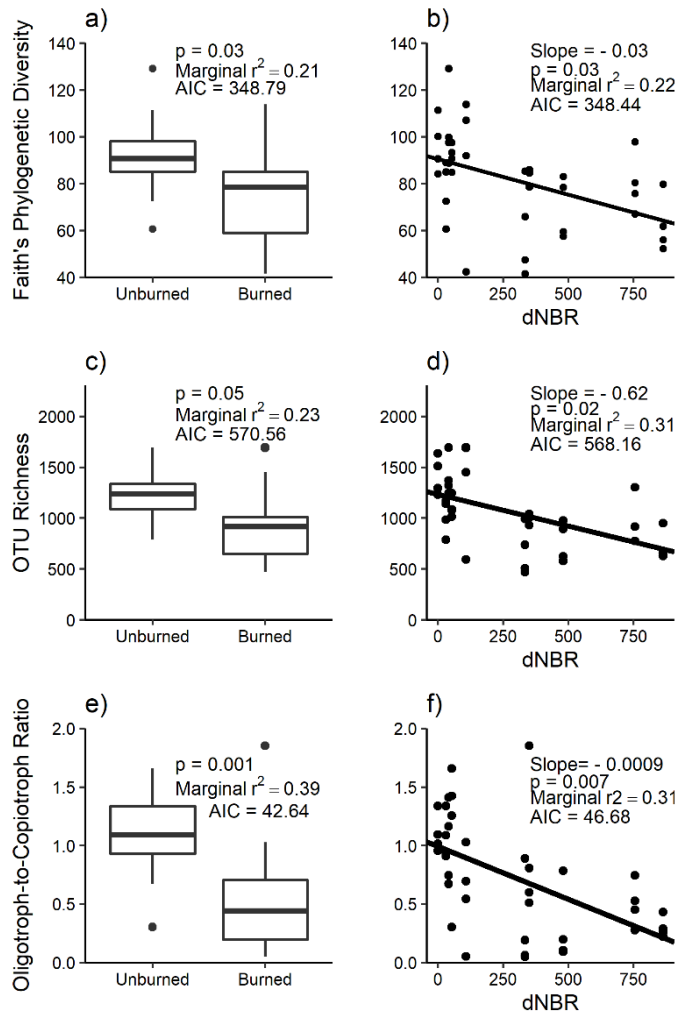 a)
p = 0.03
Marginal r² = 0.21
AIC = 348.79
Faith's Phylogenetic Diversity
140
120
100
80
60
40
Unburned Burned
b)
Slope = - 0.03
p = 0.03
Marginal r² = 0.22
AIC = 348.44
140
120
100
80
60
40
0 250 500 750
dNBR
c)
p = 0.05
Marginal r² = 0.23
AIC = 570.56
OTU Richness
2000
1500
1000
500
0
Unburned Burned
d)
Slope = - 0.62
p = 0.02
Marginal r² = 0.31
AIC = 568.16
2000
1500
1000
500
0
0 250 500 750
dNBR
e)
p = 0.001
Marginal r² = 0.39
AIC = 42.64
Oligotroph-to-Copiotroph Ratio
2.0
1.5
1.0
0.5
0.0
Unburned Burned
f)
Slope= - 0.0009
p = 0.007
Marginal r2 = 0.31
AIC = 46.68
2.0
1.5
1.0
0.5
0.0
0 250 500 750
dNBR